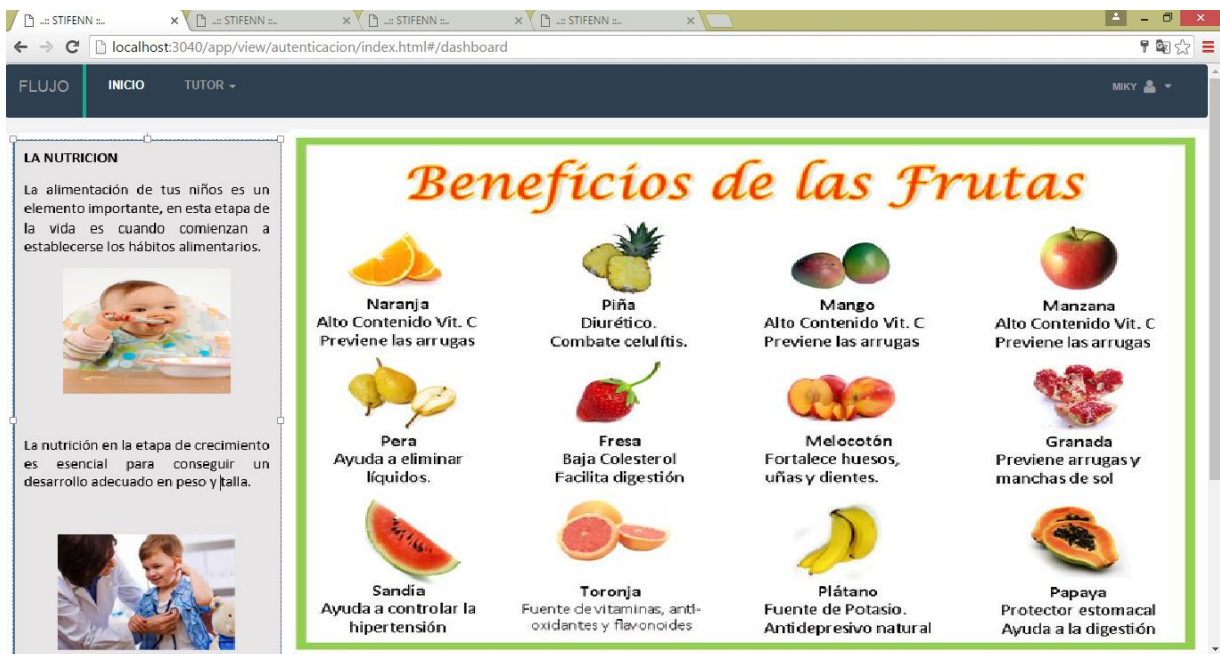 ..:: STIFENN ::..
..:: STIFENN ::..
..:: STIFENN ::..
..:: STIFENN ::..
localhost:3040/app/view/autenticacion/index.html#/dashboard
FLUJO
INICIO
TUTOR
MIKY
LA NUTRICION
La alimentación de tus niños es un
elemento importante, en esta etapa de
la vida es cuando comienzan a
establecerse los hábitos alimentarios.
La nutrición en la etapa de crecimiento
es esencial para conseguir un
desarrollo adecuado en peso y talla.
Beneficios de las Frutas
Naranja
Alto Contenido Vit. C
Previene las arrugas
Piña
Diurético.
Combate celulítis.
Mango
Alto Contenido Vit. C
Previene las arrugas
Manzana
Alto Contenido Vit. C
Previene las arrugas
Pera
Ayuda a eliminar
líquidos.
Fresa
Baja Colesterol
Facilita digestión
Melocotón
Fortalece huesos,
uñas y dientes.
Granada
Previene arrugas y
manchas de sol
Sandía
Ayuda a controlar la
hipertensión
Toronja
Fuente de vitaminas, anti-
oxidantes y flavonoides
Plátano
Fuente de Potasio.
Antidepresivo natural
Papaya
Protector estomacal
Ayuda a la digestión